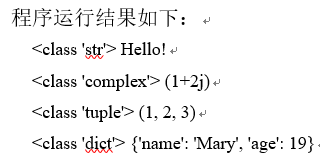 程序运行结果如下：
<class 'str'> Hello!
<class 'complex'> (1+2j)
<class 'tuple'> (1, 2, 3)
<class 'dict'> {'name': 'Mary', 'age': 19}